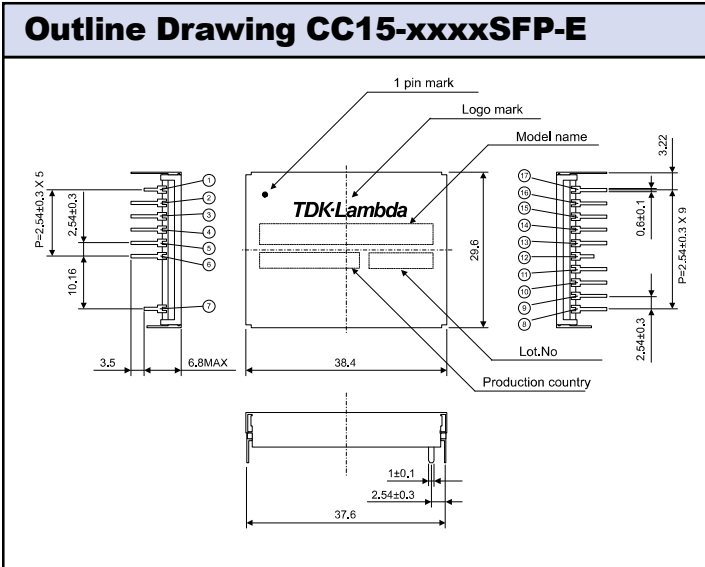 Outline Drawing CC15-xxxxSFP-E
1 pin mark
Logo mark
Model name
TDK·Lambda
Lot.No
Production country
P=2.54±0.3 X 5
2.54±0.3
10.16
3.5
6.8MAX
1
2
3
4
5
6
7
38.4
29.6
17
16
15
14
13
12
11
10
9
8
3.22
0.6±0.1
P=2.54±0.3 X 9
2.54±0.3
1±0.1
2.54±0.3
37.6